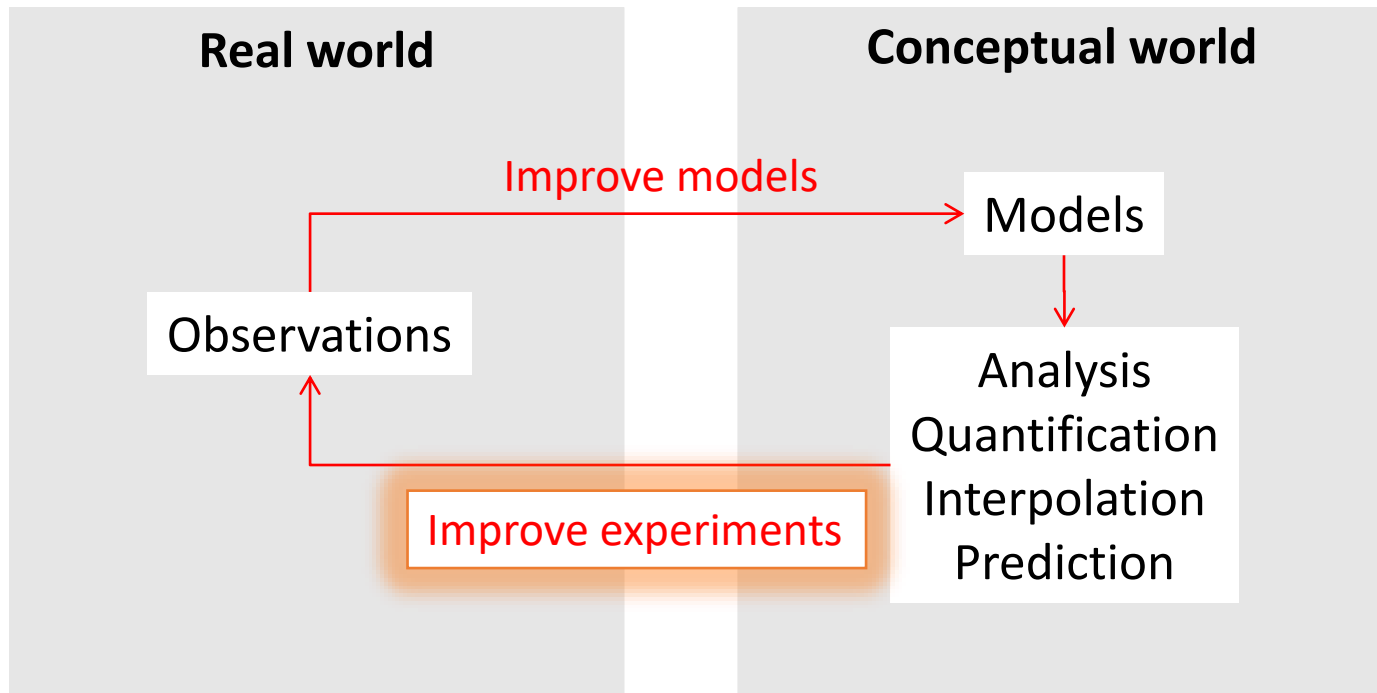 Real world
Conceptual world
Improve models
Models
Observations
Analysis
Quantification
Interpolation
Prediction
Improve experiments